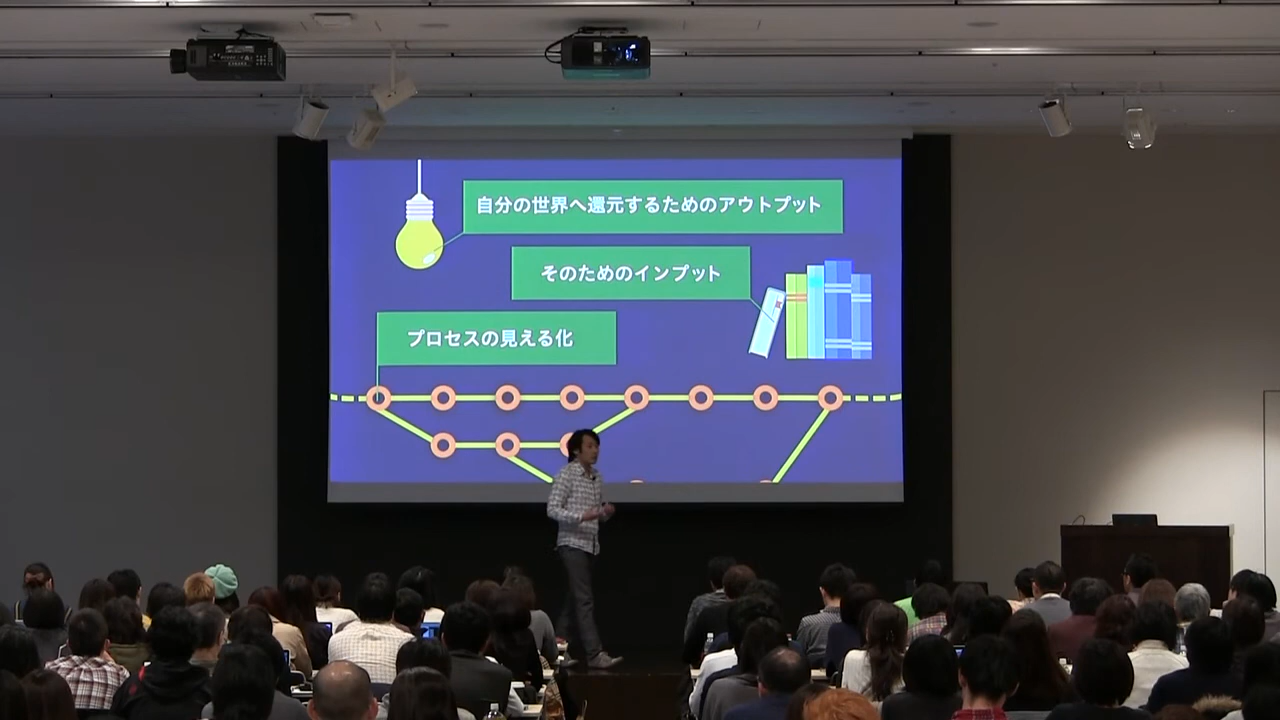 自分の世界へ還元するためのアウトプット
そのためのインプット
プロセスの見える化